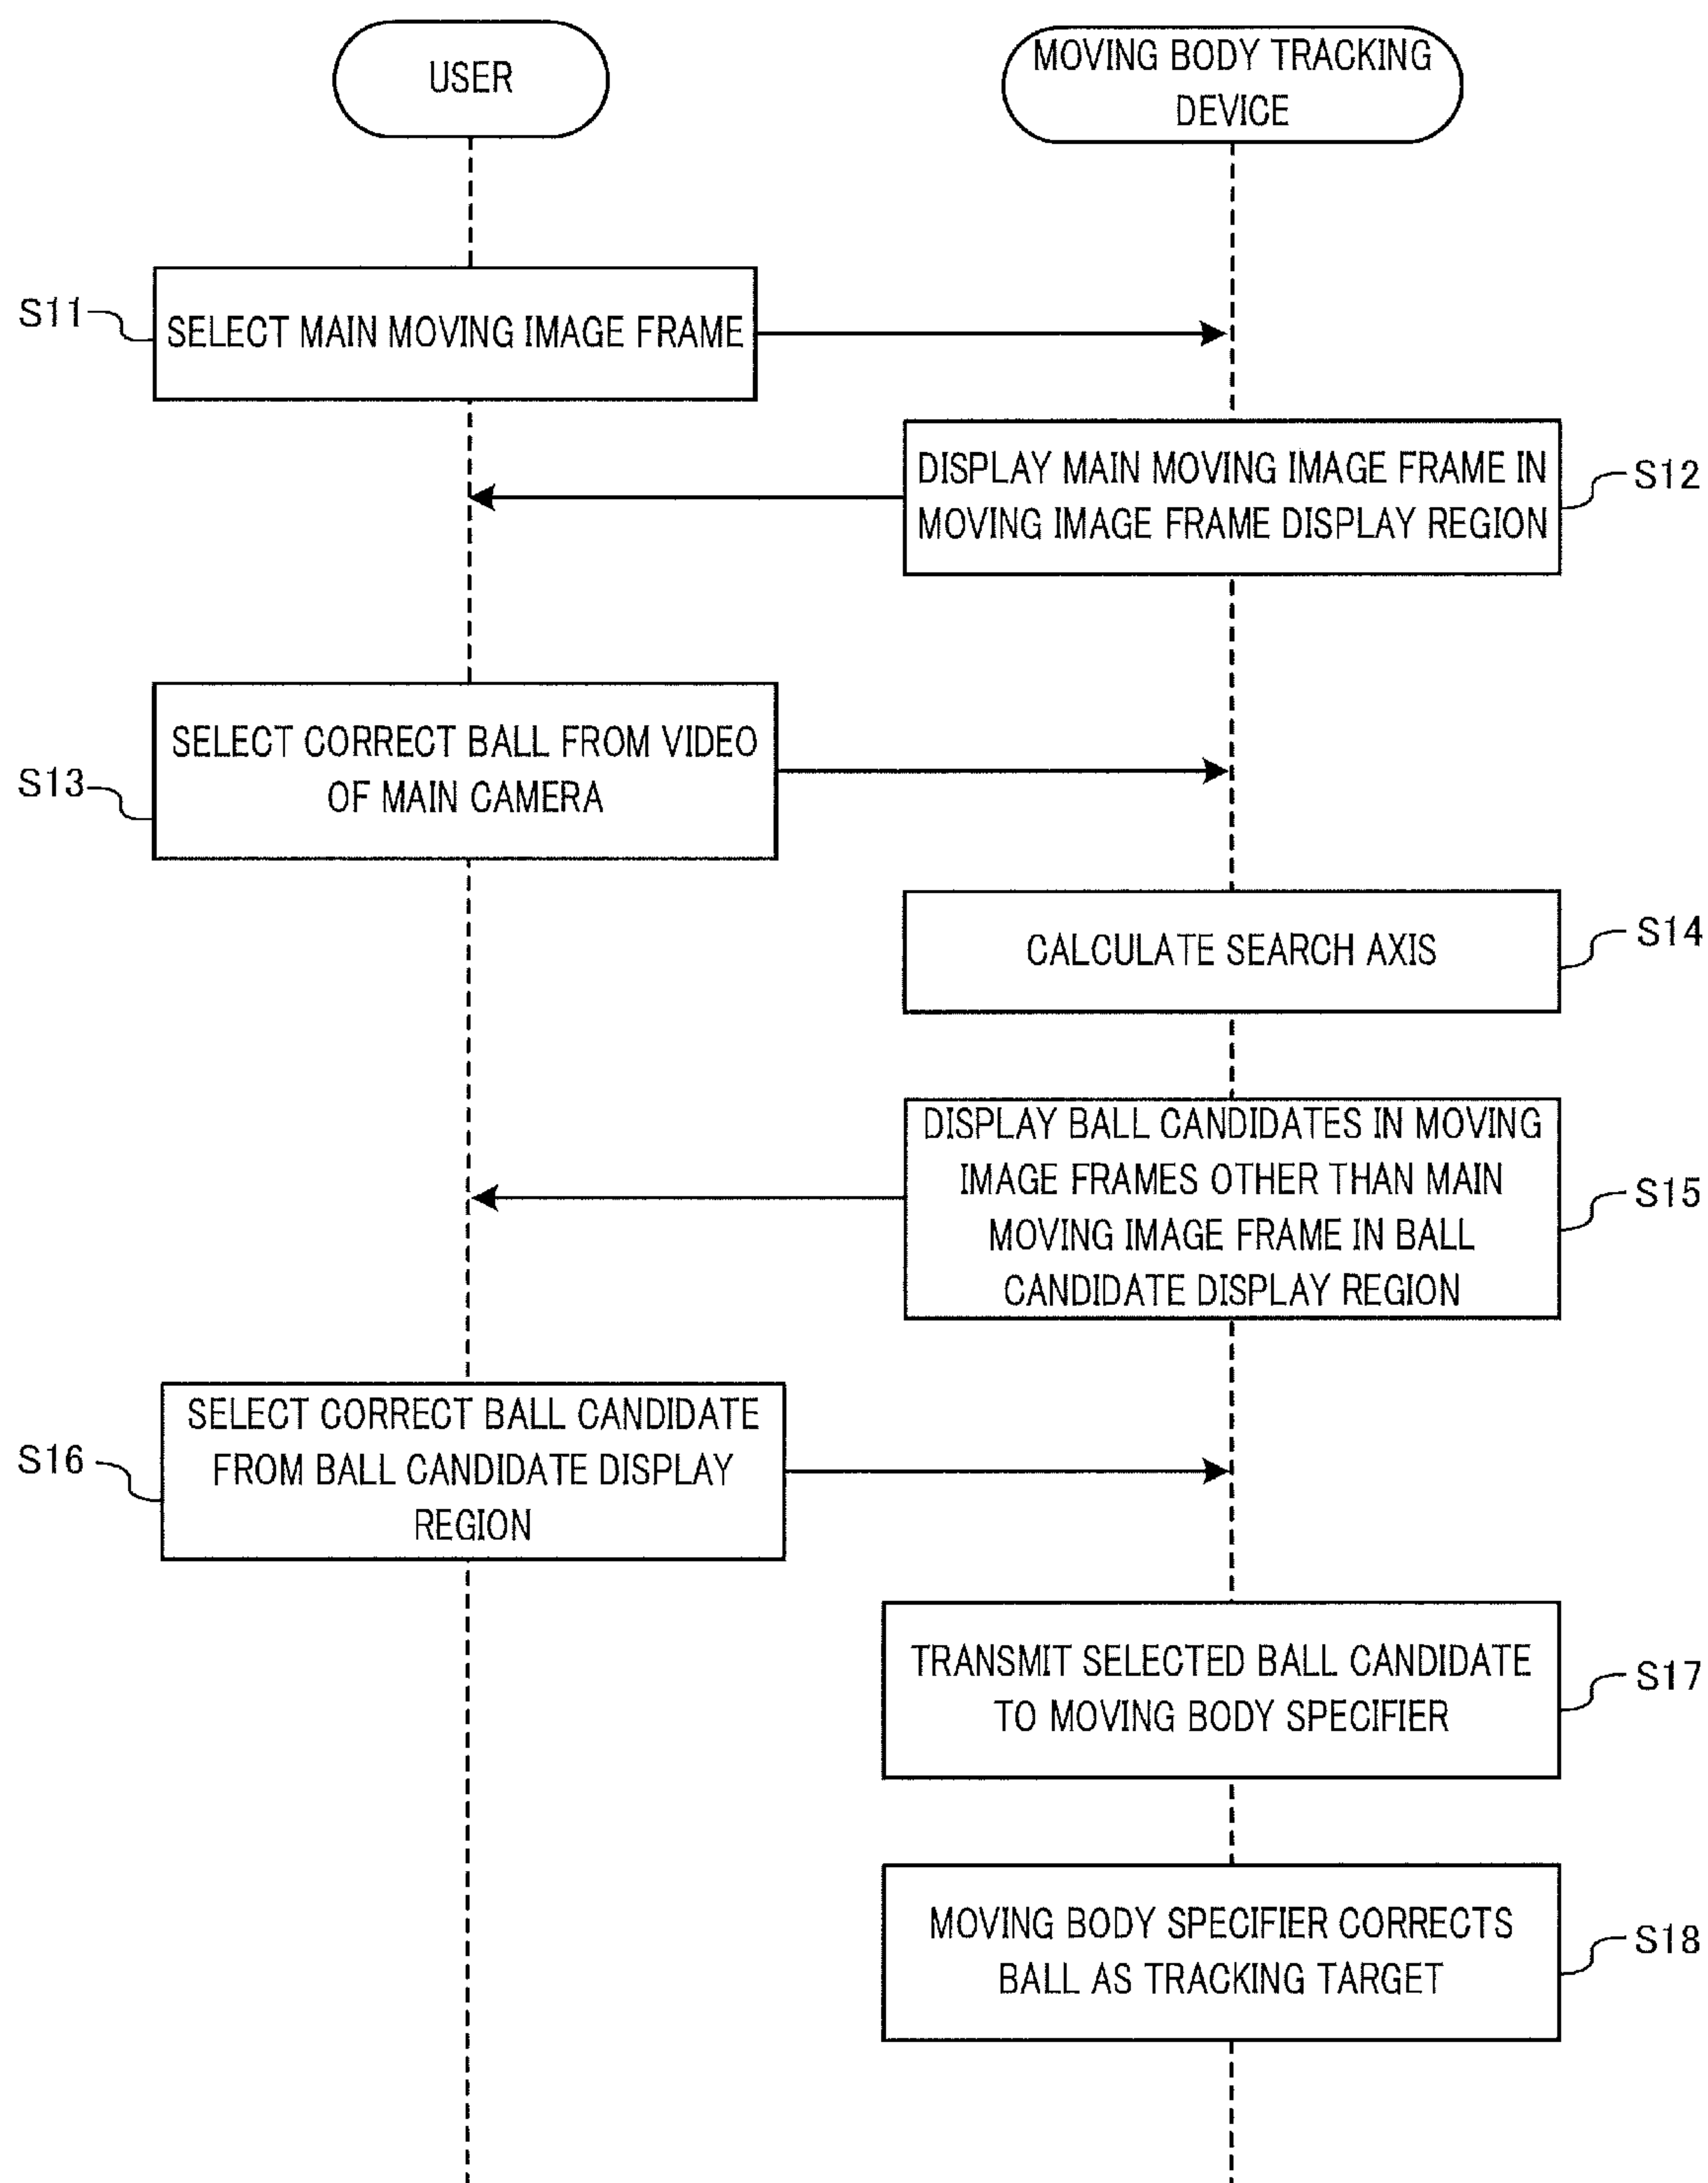 USER
MOVING BODY TRACKING
DEVICE
S11
SELECT MAIN MOVING IMAGE FRAME
DISPLAY MAIN MOVING IMAGE FRAME IN
MOVING IMAGE FRAME DISPLAY REGION
S12
SELECT CORRECT BALL FROM VIDEO
OF MAIN CAMERA
S13
CALCULATE SEARCH AXIS
S14
DISPLAY BALL CANDIDATES IN MOVING
IMAGE FRAMES OTHER THAN MAIN
MOVING IMAGE FRAME IN BALL
CANDIDATE DISPLAY REGION
S15
SELECT CORRECT BALL CANDIDATE
FROM BALL CANDIDATE DISPLAY
REGION
S16
TRANSMIT SELECTED BALL CANDIDATE
TO MOVING BODY SPECIFIER
S17
MOVING BODY SPECIFIER CORRECTS
BALL AS TRACKING TARGET
S18